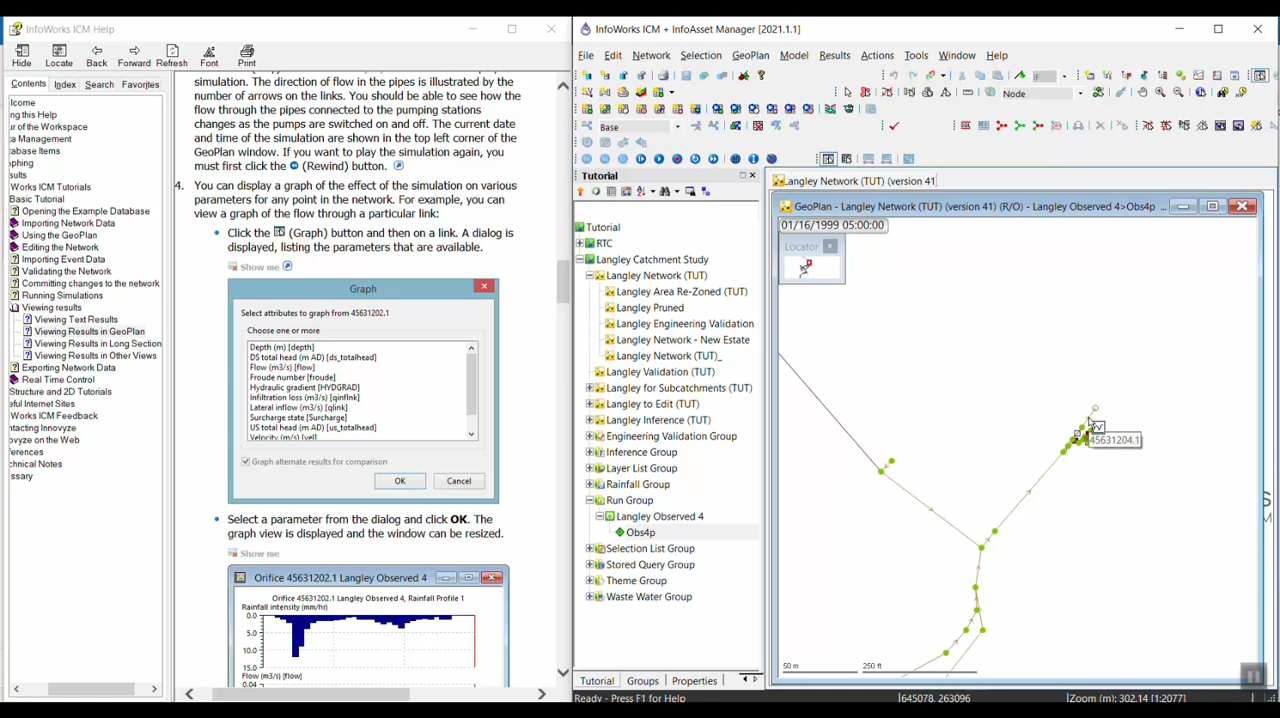 InfoWorks ICM Help
Hide
Locate
Back
Forward
Refresh
Font
Print
Contents
Index
Search
Favorites
lcome
ng this Help
ur of the Workspace
ta Management
tabase Items
phing
sults
Works ICM Tutorials
Basic Tutorial
Opening the Example Database
Importing Network Data
Using the GeoPlan
Editing the Network
Importing Event Data
Validating the Network
Committing changes to the network
Running Simulations
Viewing results
Viewing Text Results
Viewing Results in GeoPlan
Viewing Results in Long Section
Viewing Results in Other Views
Exporting Network Data
Real Time Control
Structure and 2D Tutorials
eful Internet Sites
Works ICM Feedback
ntacting Innovyze
vyze on the Web
ferences
chnical Notes
ssary
simulation. The direction of flow in the pipes is illustrated by the
number of arrows on the links. You should be able to see how the
flow through the pipes connected to the pumping stations
changes as the pumps are switched on and off. The current date
and time of the simulation are shown in the top left corner of the
GeoPlan window. If you want to play the simulation again, you
must first click the (Rewind) button.
4. You can display a graph of the effect of the simulation on various
parameters for any point in the network. For example, you can
view a graph of the flow through a particular link:
Click the (Graph) button and then on a link. A dialog is
displayed, listing the parameters that are available.
Show me
Graph
Select attributes to graph from 45631202.1
Choose one or more
Depth (m) [depth]
DS total head (m AD) [ds_totalhead]
Flow (m3/s) [flow]
Froude number [froude]
Hydraulic gradient [HYDGRAD]
Infiltration loss (m3/s) [qinflnk]
Lateral inflow (m3/s) [qlink]
Surcharge state [Surcharge]
US total head (m AD) [us_totalhead]
Velocity (m/s) [vel]
Graph alternate results for comparison
OK
Cancel
Select a parameter from the dialog and click OK. The
graph view is displayed and the window can be resized.
Show me
Orifice 45631202.1 Langley Observed 4
Orifice 45631202.1 Langley Observed 4, Rainfall Profile 1
Rainfall intensity (mm/hr)
0.0
5.0
10.0
15.0
Flow (m3/s) [flow]
0.04
InfoWorks ICM + InfoAsset Manager [2021.1.1]
File Edit Network Selection GeoPlan Model Results Actions Tools Window Help
Node
Base
Tutorial
Tutorial
RTC
Langley Catchment Study
Langley Network (TUT)
Langley Area Re-Zoned (TUT)
Langley Pruned
Langley Engineering Validation
Langley Network - New Estate
Langley Network (TUT)_
Langley Validation (TUT)
Langley for Subcatchments (TUT)
Langley to Edit (TUT)
Langley Inference (TUT)
Engineering Validation Group
Inference Group
Layer List Group
Rainfall Group
Run Group
Langley Observed 4
Obs4p
Selection List Group
Stored Query Group
Theme Group
Waste Water Group
Tutorial
Groups
Properties
Ready - Press F1 for Help
Langley Network (TUT) (version 41
GeoPlan - Langley Network (TUT) (version 41) (R/O) - Langley Observed 4>Obs4p ...
01/16/1999 05:00:00
Locator
45631204.1
50 m
250 ft
645078, 263096
Zoom (m): 302.14 [1:2077]